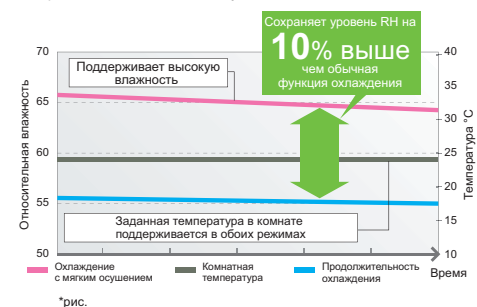 Сохраняет уровень RH на
10% выше
чем обычная
функция охлаждения
70
40
Поддерживает высокую
влажность
35
65
30
Относительная влажность
60
25
Температура °C
20
55
Заданная температура в комнате
поддерживается в обоих режимах
15
50
10
Охлаждение
с мягким осушением
Комнатная
температура
Продолжительность
охлаждения
Время
*рис.